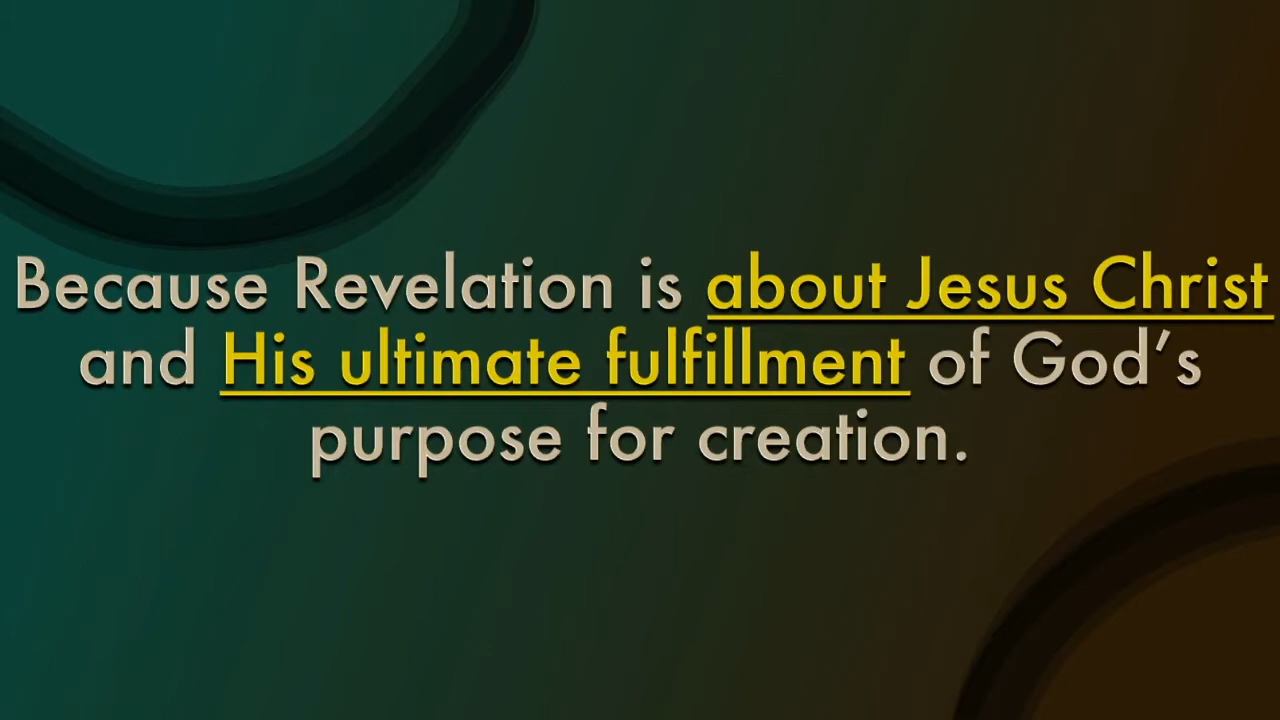 Because Revelation is about Jesus Christ
and His ultimate fulfillment of God’s
purpose for creation.